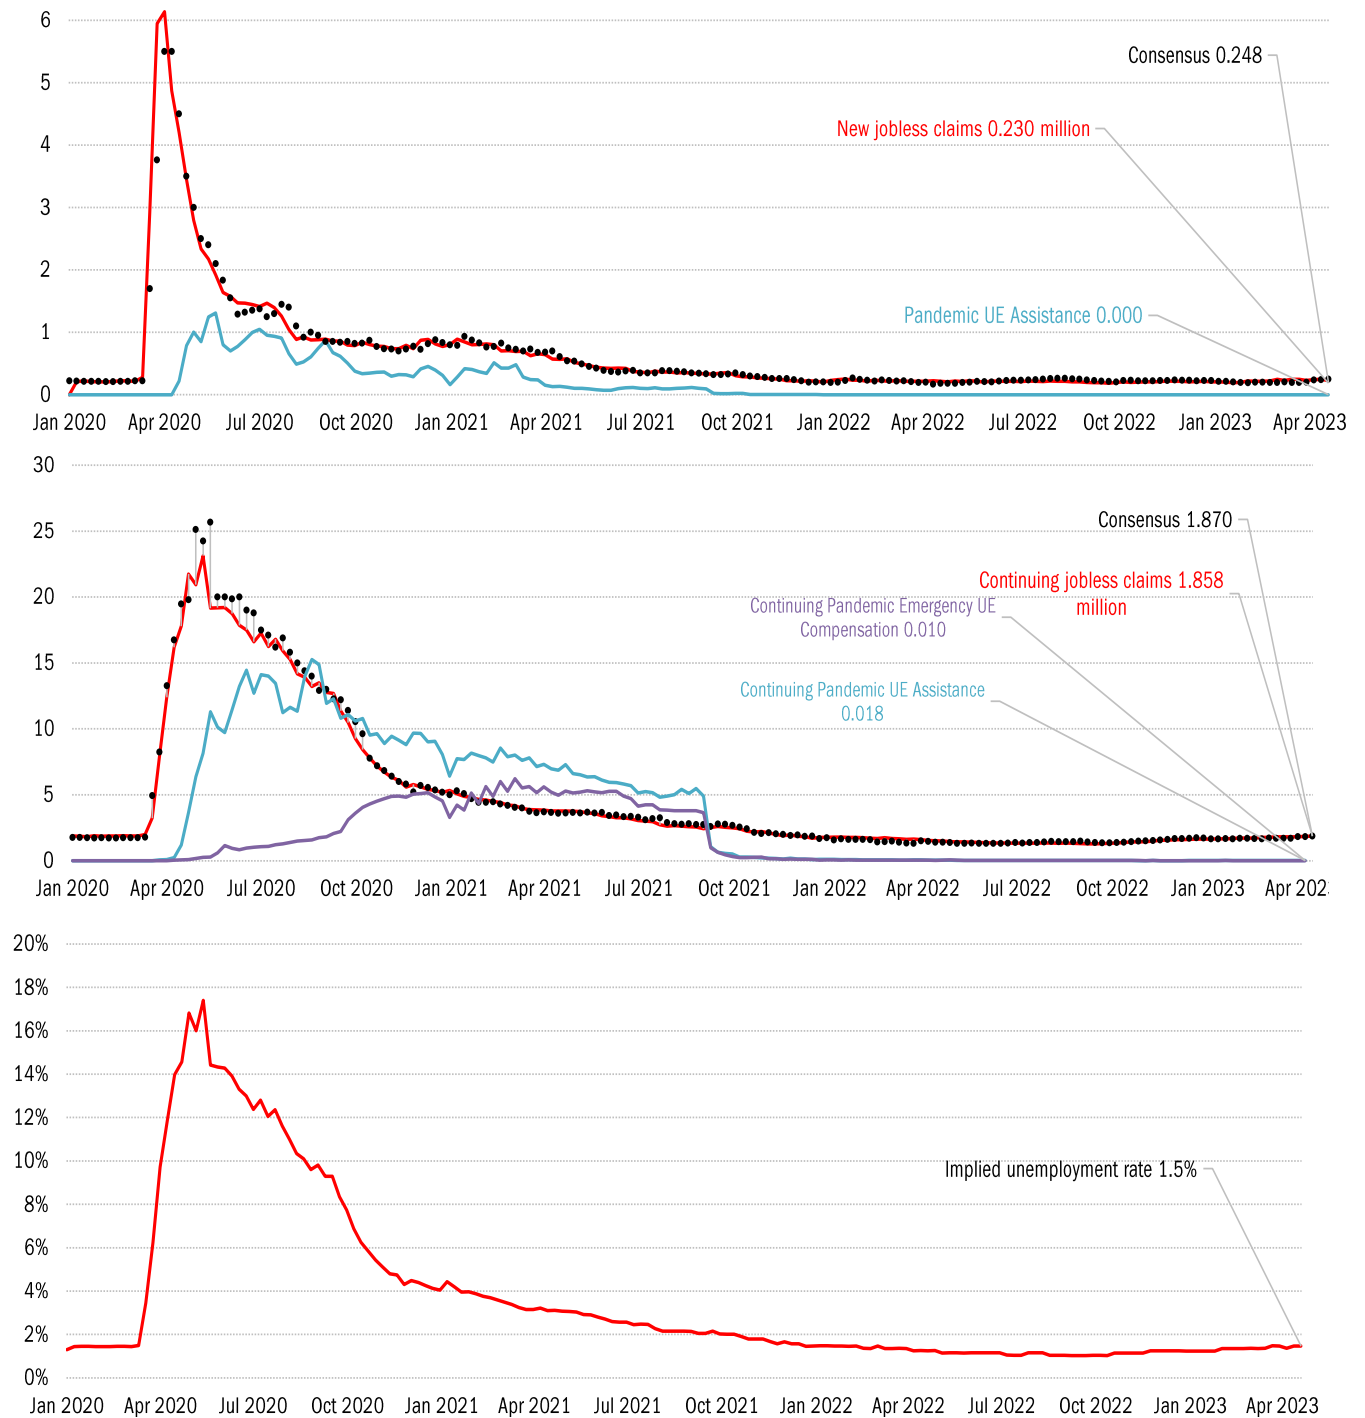 6
Consensus 0.248
5
New jobless claims 0.230 million
4
3
2
Pandemic UE Assistance 0.000
1
0
Jan 2020 Apr 2020 Jul 2020 Oct 2020 Jan 2021 Apr 2021 Jul 2021 Oct 2021 Jan 2022 Apr 2022 Jul 2022 Oct 2022 Jan 2023 Apr 2023
30
25
Consensus 1.870
Continuing jobless claims 1.858
million
20
Continuing Pandemic Emergency UE
Compensation 0.010
15
Continuing Pandemic UE Assistance
0.018
10
5
0
Jan 2020 Apr 2020 Jul 2020 Oct 2020 Jan 2021 Apr 2021 Jul 2021 Oct 2021 Jan 2022 Apr 2022 Jul 2022 Oct 2022 Jan 2023 Apr 202
20%
18%
16%
14%
12%
10%
Implied unemployment rate 1.5%
8%
6%
4%
2%
0%
Jan 2020 Apr 2020 Jul 2020 Oct 2020 Jan 2021 Apr 2021 Jul 2021 Oct 2021 Jan 2022 Apr 2022 Jul 2022 Oct 2022 Jan 2023 Apr 2023